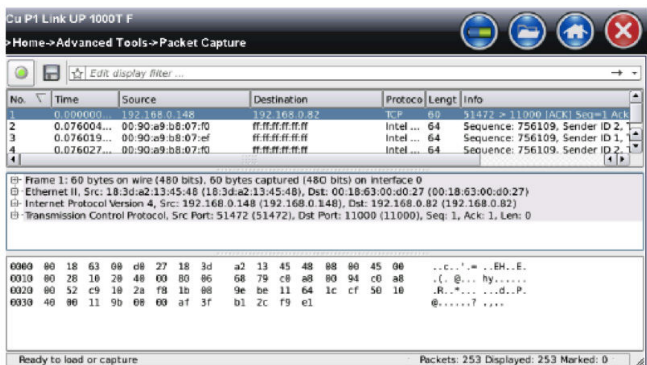 Cu P1 Link UP 1000T F
>Home->Advanced Tools->Packet Capture
Edit display filter ...
No. Time Source Destination Protoco Lengt Info
1 0.000000... 192.168.0.148 192.168.0.82 TCP 60 51472 > 11000 [ACK] Seq=1 Ack
2 0.076004... 00:90:a9:b8:07:f0 ff:ff:ff:ff:ff:ff Intel ... 64 Sequence: 756109, Sender ID 2, T
3 0.076019... 00:90:a9:b8:07:ef ff:ff:ff:ff:ff:ff Intel ... 64 Sequence: 756109, Sender ID 1, T
4 0.076027... 00:90:a9:b8:07:f0 ff:ff:ff:ff:ff:ff Intel ... 64 Sequence: 756109, Sender ID 2,
Frame 1: 60 bytes on wire (480 bits), 60 bytes captured (480 bits) on interface 0
Ethernet II, Src: 18:3d:a2:13:45:48 (18:3d:a2:13:45:48), Dst: 00:18:63:00:d0:27 (00:18:63:00:d0:27)
Internet Protocol Version 4, Src: 192.168.0.148 (192.168.0.148), Dst: 192.168.0.82 (192.168.0.82)
Transmission Control Protocol, Src Port: 51472 (51472), Dst Port: 11000 (11000), Seq: 1, Ack: 1, Len: 0
0000 00 18 63 00 d0 27 18 3d a2 13 45 48 08 00 45 00 ..c..'.= ..EH..E.
0010 00 28 10 20 40 00 80 06 68 79 c0 a8 00 94 c0 a8 .(. @... hy......
0020 00 52 c9 10 2a f8 1b 08 9e be 11 64 1c cf 50 10 .R..*... ...d..P.
0030 40 00 11 9b 00 00 af 3f b1 2c f9 e1 @......? .,..
Ready to load or capture Packets: 253 Displayed: 253 Marked: 0